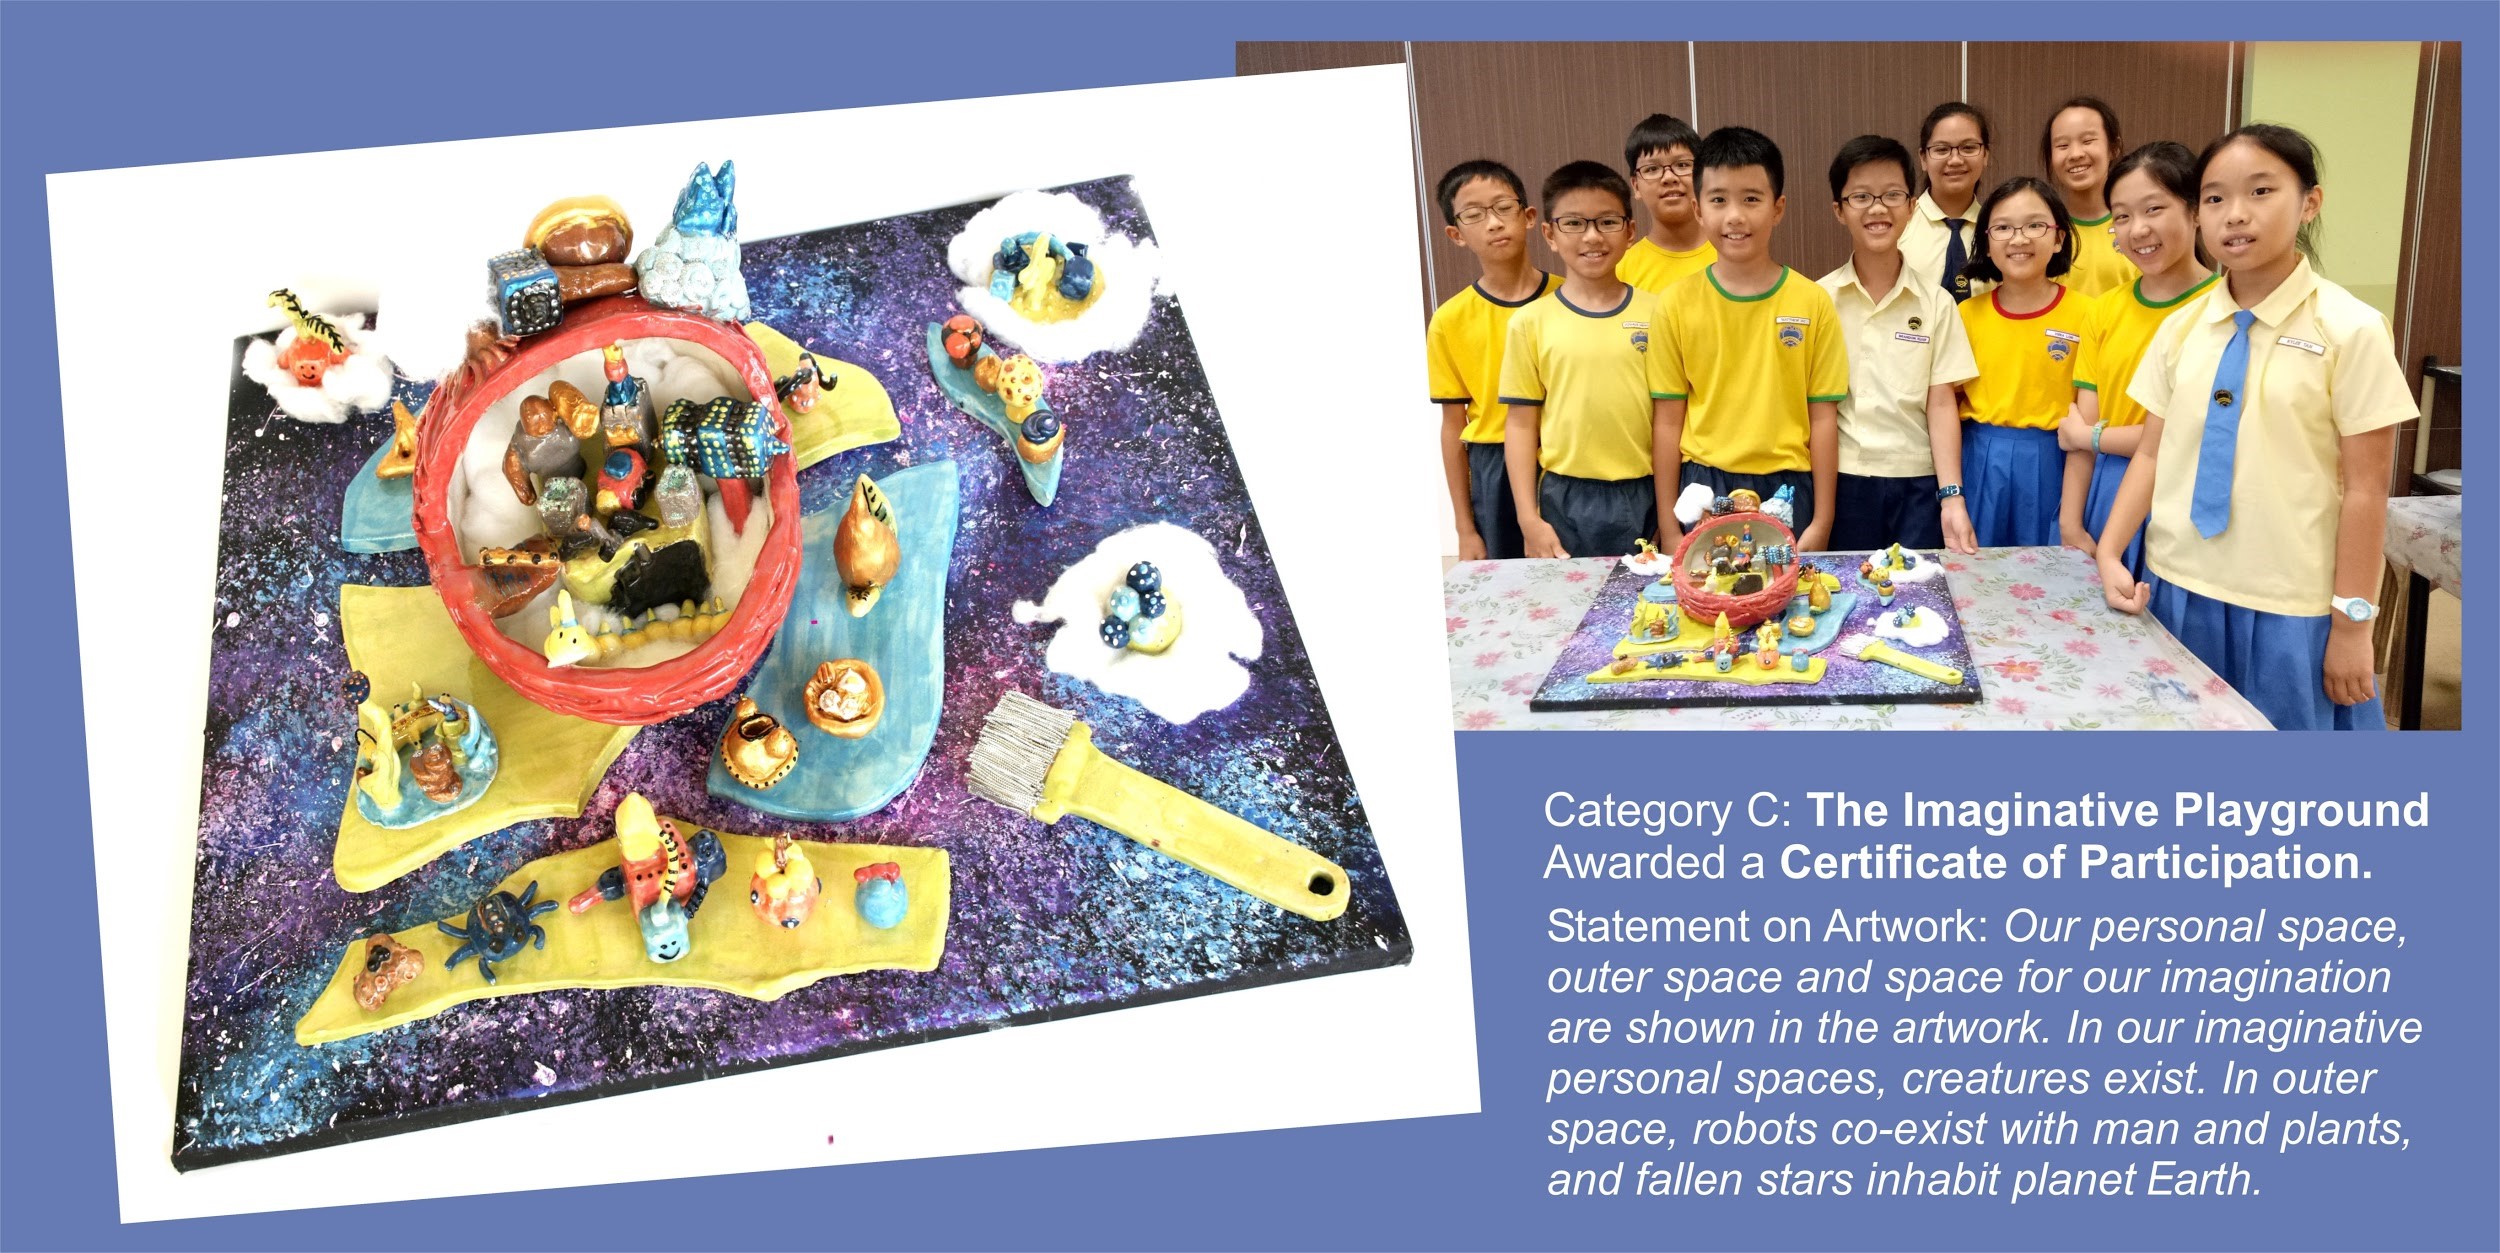 Category C: The Imaginative Playground
Awarded a Certificate of Participation.
Statement on Artwork: Our personal space,
outer space and space for our imagination
are shown in the artwork. In our imaginative
personal spaces, creatures exist. In outer
space, robots co-exist with man and plants,
and fallen stars inhabit planet Earth.